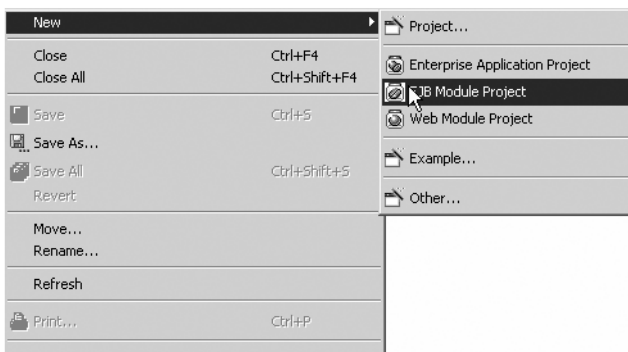 New
Close Ctrl+F4
Close All Ctrl+Shift+F4
Save Ctrl+S
Save As...
Save All Ctrl+Shift+S
Revert
Move...
Rename...
Refresh
Print... Ctrl+P
Project...
Enterprise Application Project
EJB Module Project
Web Module Project
Example...
Other...